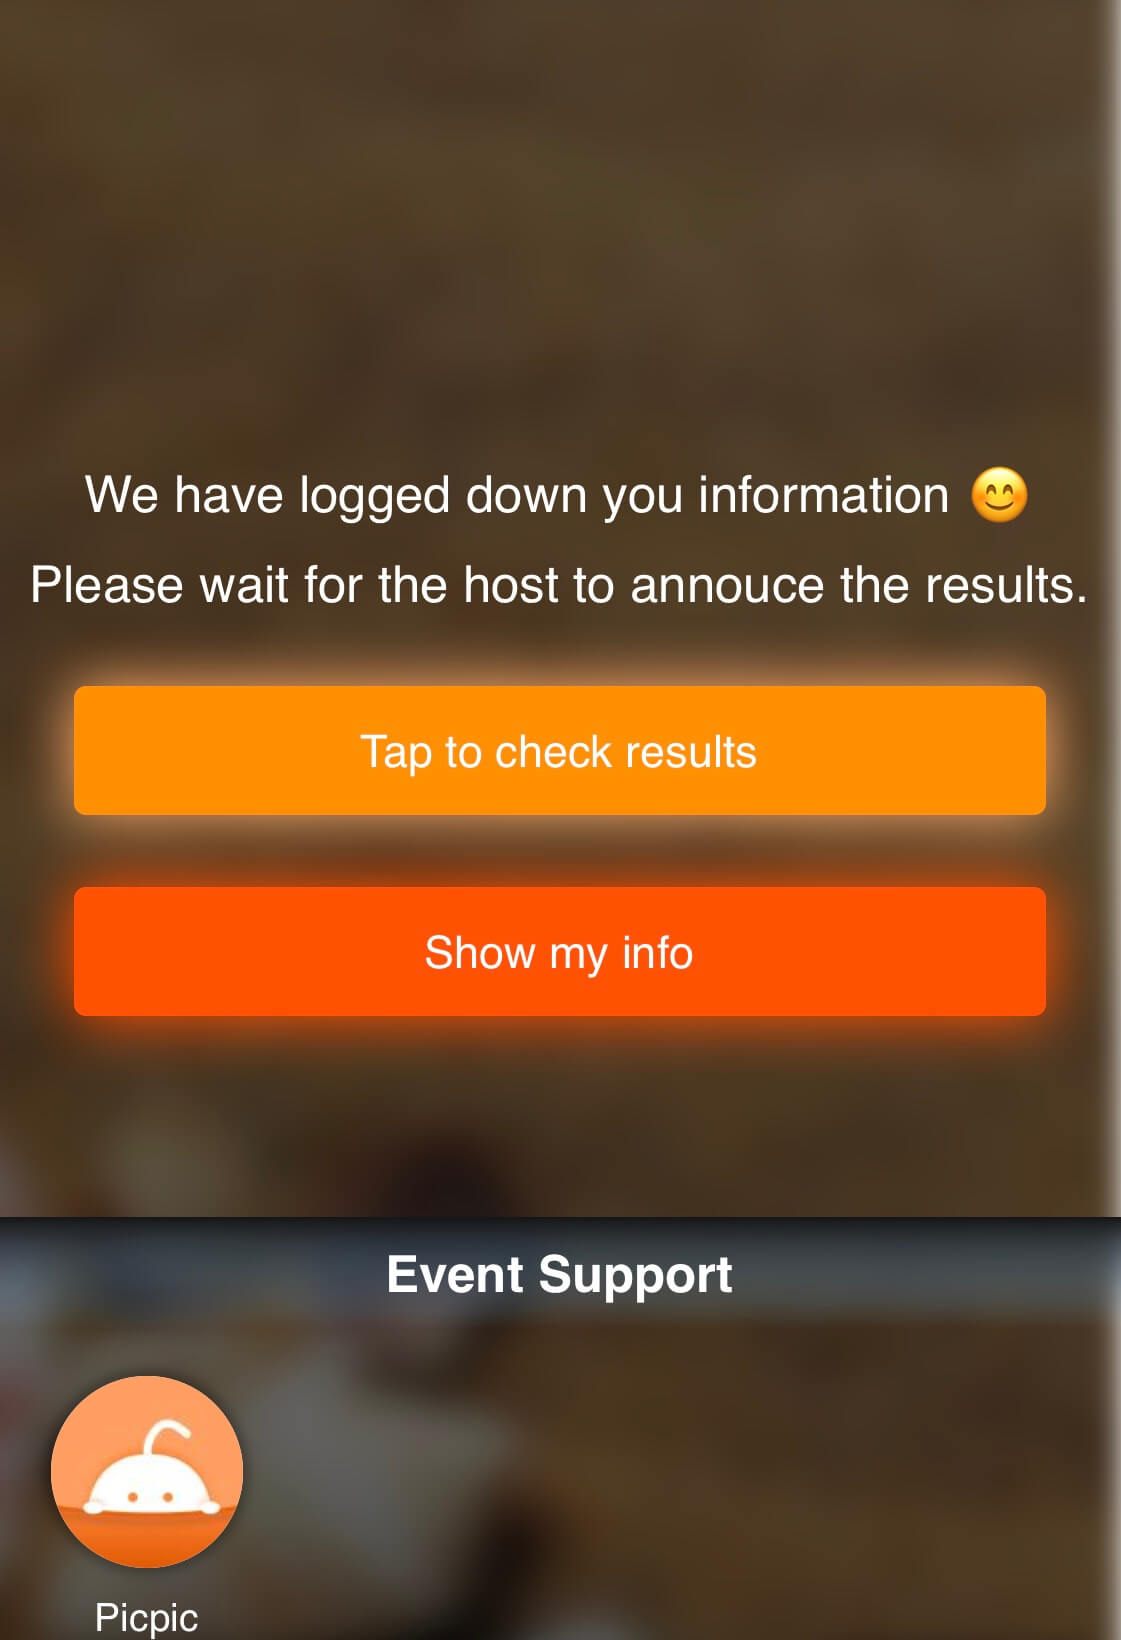 We have logged down you information 😊
Please wait for the host to annouce the results.
Tap to check results
Show my info
Event Support
Picpic